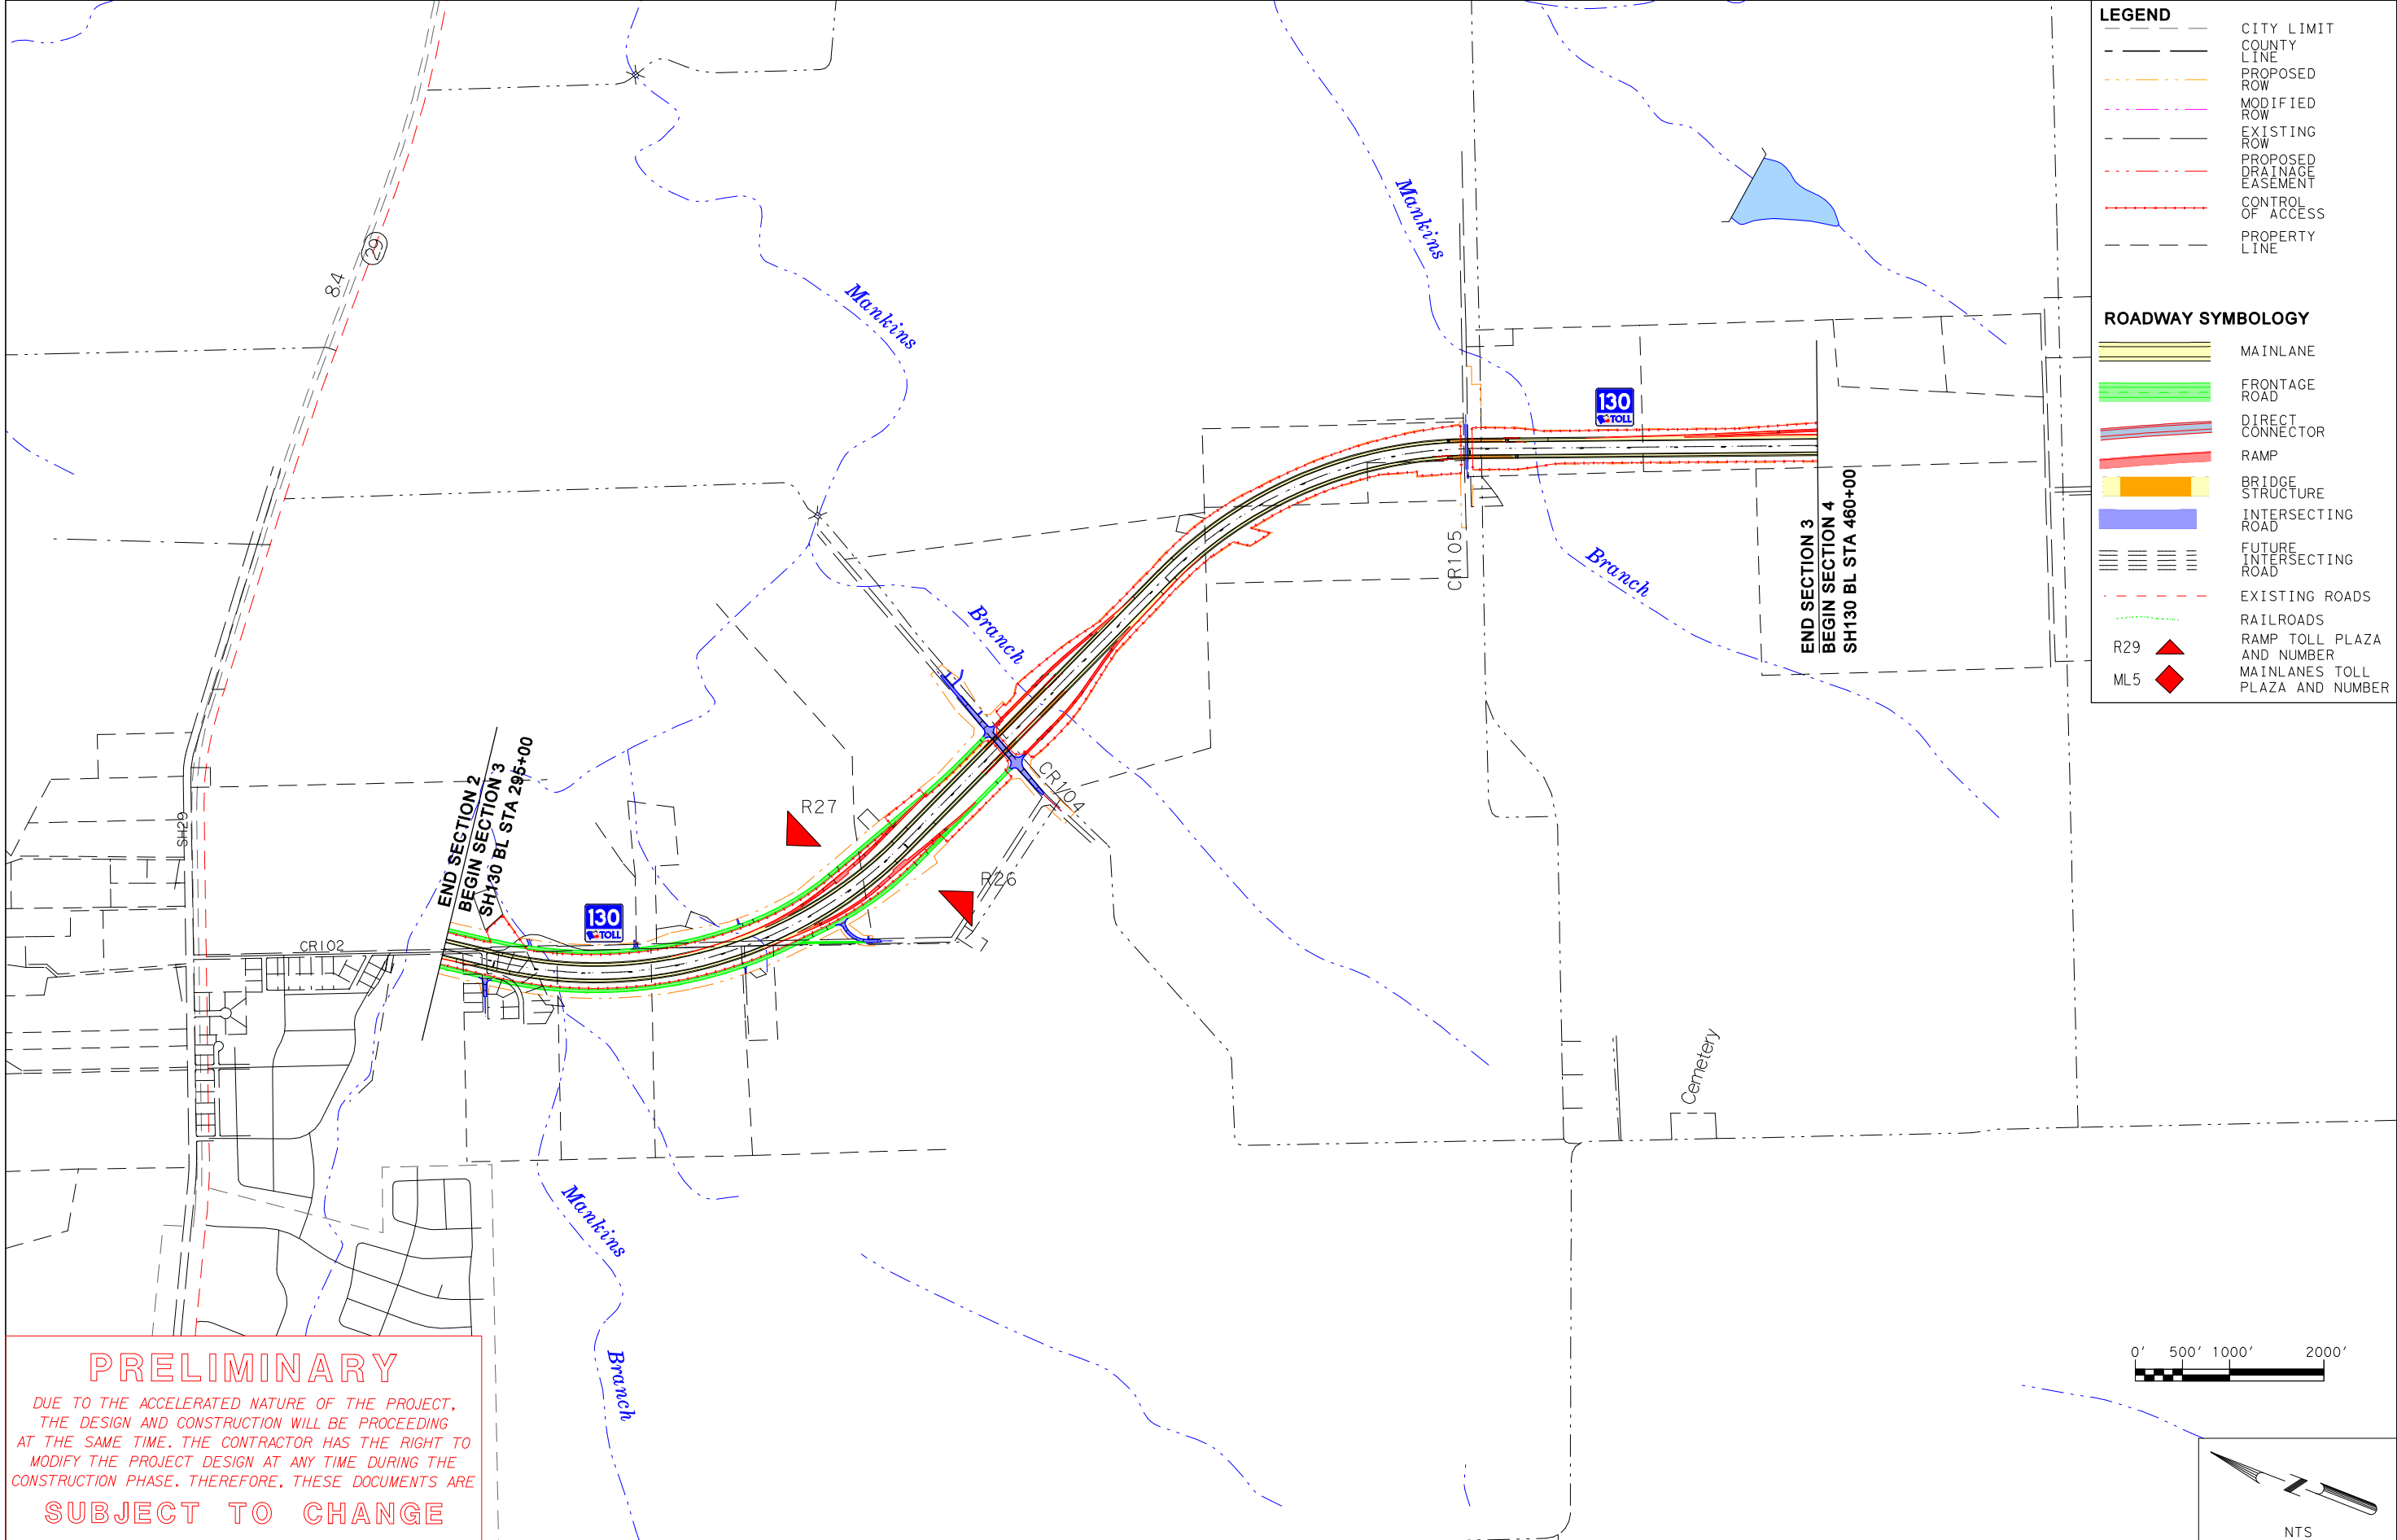 LEGEND
CITY LIMIT
COUNTY
LINE
PROPOSED
ROW
MODIFIED
ROW
EXISTING
ROW
PROPOSED
DRAINAGE
EASEMENT
CONTROL
OF ACCESS
PROPERTY
LINE
ROADWAY SYMBOLOGY
MAINLANE
FRONTAGE
ROAD
DIRECT
CONNECTOR
RAMP
BRIDGE
STRUCTURE
INTERSECTING
ROAD
FUTURE
INTERSECTING
ROAD
EXISTING ROADS
RAILROADS
R29
RAMP TOLL PLAZA
AND NUMBER
ML5
MAINLANES TOLL
PLAZA AND NUMBER
84
29
Mankins
Mankins
130
TOLL
CR105
Branch
END SECTION 3
BEGIN SECTION 4
SH130 BL STA 460+00
Branch
CR104
END SECTION 2
BEGIN SECTION 3
SH130 BL STA 295+00
R27
R26
SH29
130
TOLL
CR102
Cemetery
Mankins
Branch
0' 500' 1000' 2000'
NTS
PRELIMINARY
DUE TO THE ACCELERATED NATURE OF THE PROJECT,
THE DESIGN AND CONSTRUCTION WILL BE PROCEEDING
AT THE SAME TIME. THE CONTRACTOR HAS THE RIGHT TO
MODIFY THE PROJECT DESIGN AT ANY TIME DURING THE
CONSTRUCTION PHASE. THEREFORE, THESE DOCUMENTS ARE
SUBJECT TO CHANGE